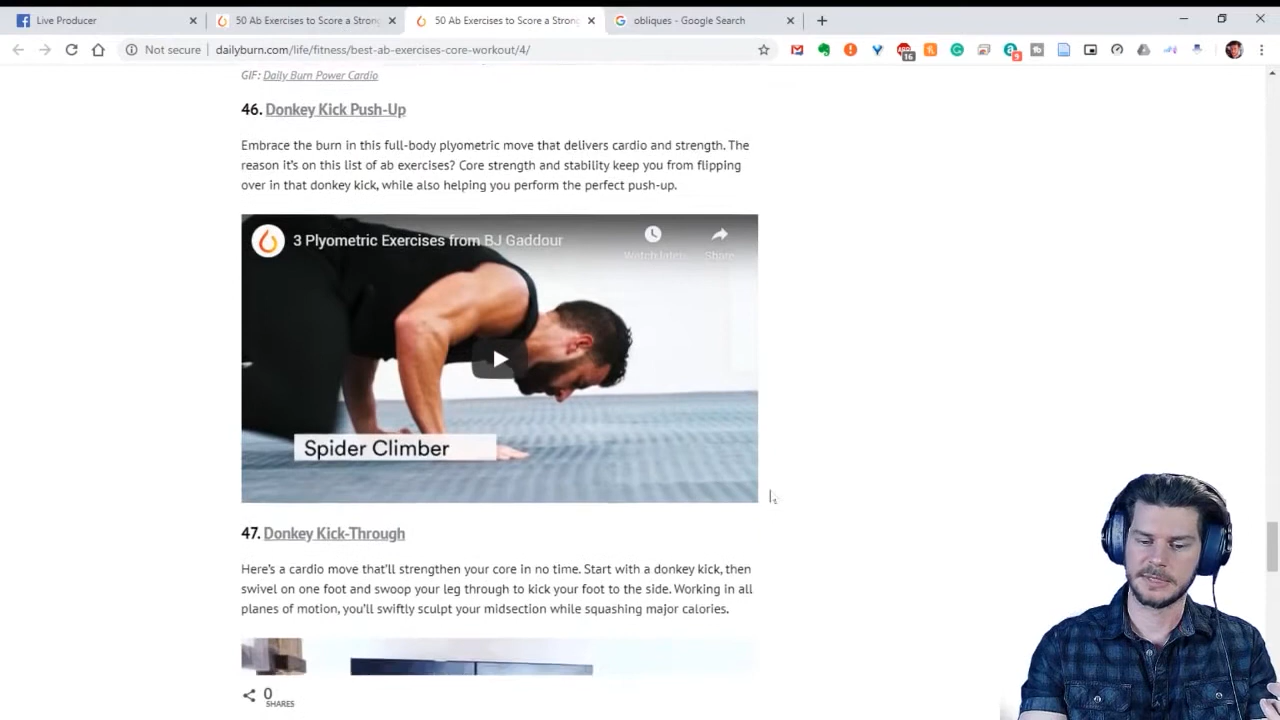 Live Producer
50 Ab Exercises to Score a Strong
50 Ab Exercises to Score a Strong
obliques - Google Search
Not secure
dailyburn.com/life/fitness/best-ab-exercises-core-workout/4/
16
9
GIF: Daily Burn Power Cardio
46. Donkey Kick Push-Up
Embrace the burn in this full-body plyometric move that delivers cardio and strength. The
reason it's on this list of ab exercises? Core strength and stability keep you from flipping
over in that donkey kick, while also helping you perform the perfect push-up.
3 Plyometric Exercises from BJ Gaddour
Watch later
Share
Spider Climber
47. Donkey Kick-Through
Here's a cardio move that'll strengthen your core in no time. Start with a donkey kick, then
swivel on one foot and swoop your leg through to kick your foot to the side. Working in all
planes of motion, you'll swiftly sculpt your midsection while squashing major calories.
0
SHARES